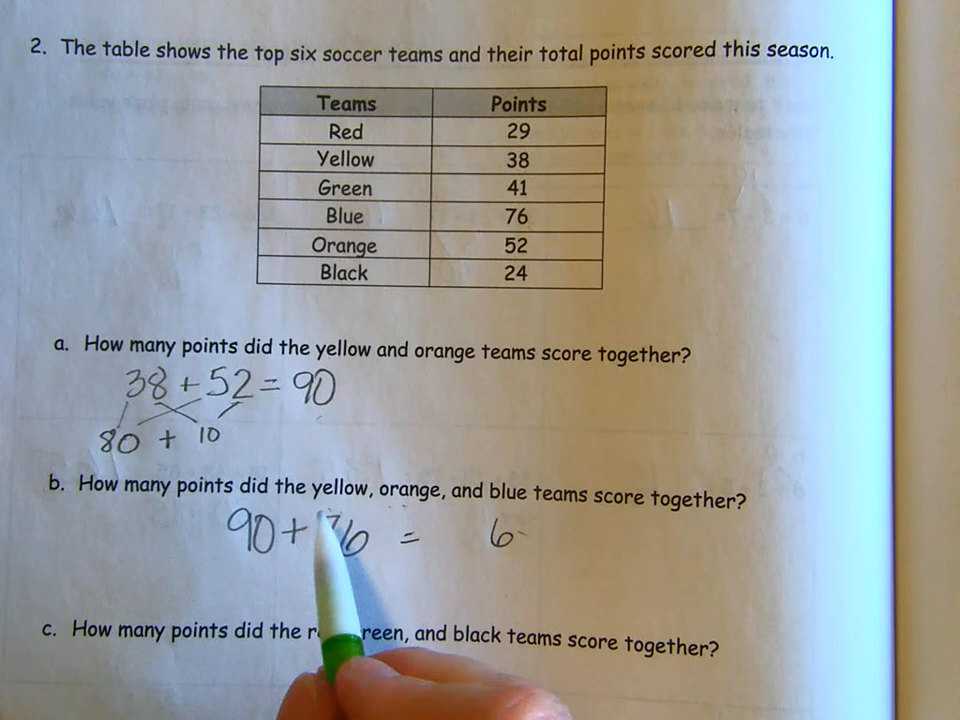 2. The table shows the top six soccer teams and their total points scored this season.
Teams Points
Red 29
Yellow 38
Green 41
Blue 76
Orange 52
Black 24
a. How many points did the yellow and orange teams score together?
38 + 52 = 90
80 + 10
b. How many points did the yellow, orange, and blue teams score together?
90 + 76 = 6
c. How many points did the and black teams score together?